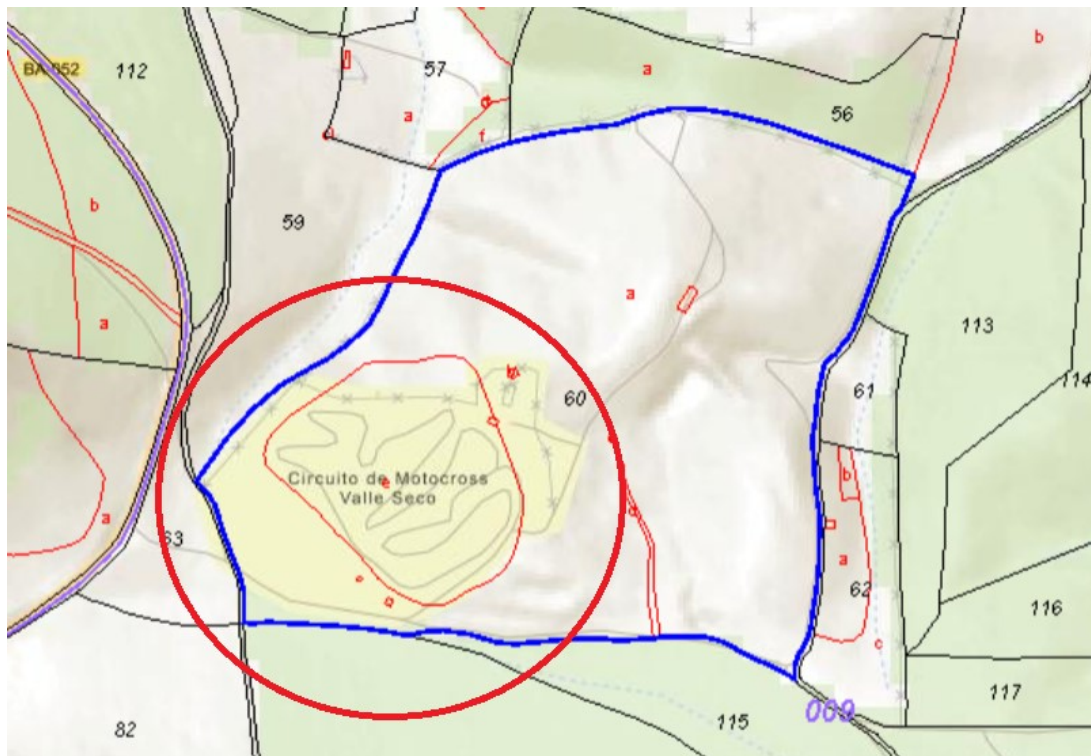 b
a
BA-652
112
57
a
56
a
f
b
59
a
113
a
61
114
60
Circuito de Motocross
Valle Seco
e
b
a
63
a
62
116
c
117
82
115
009